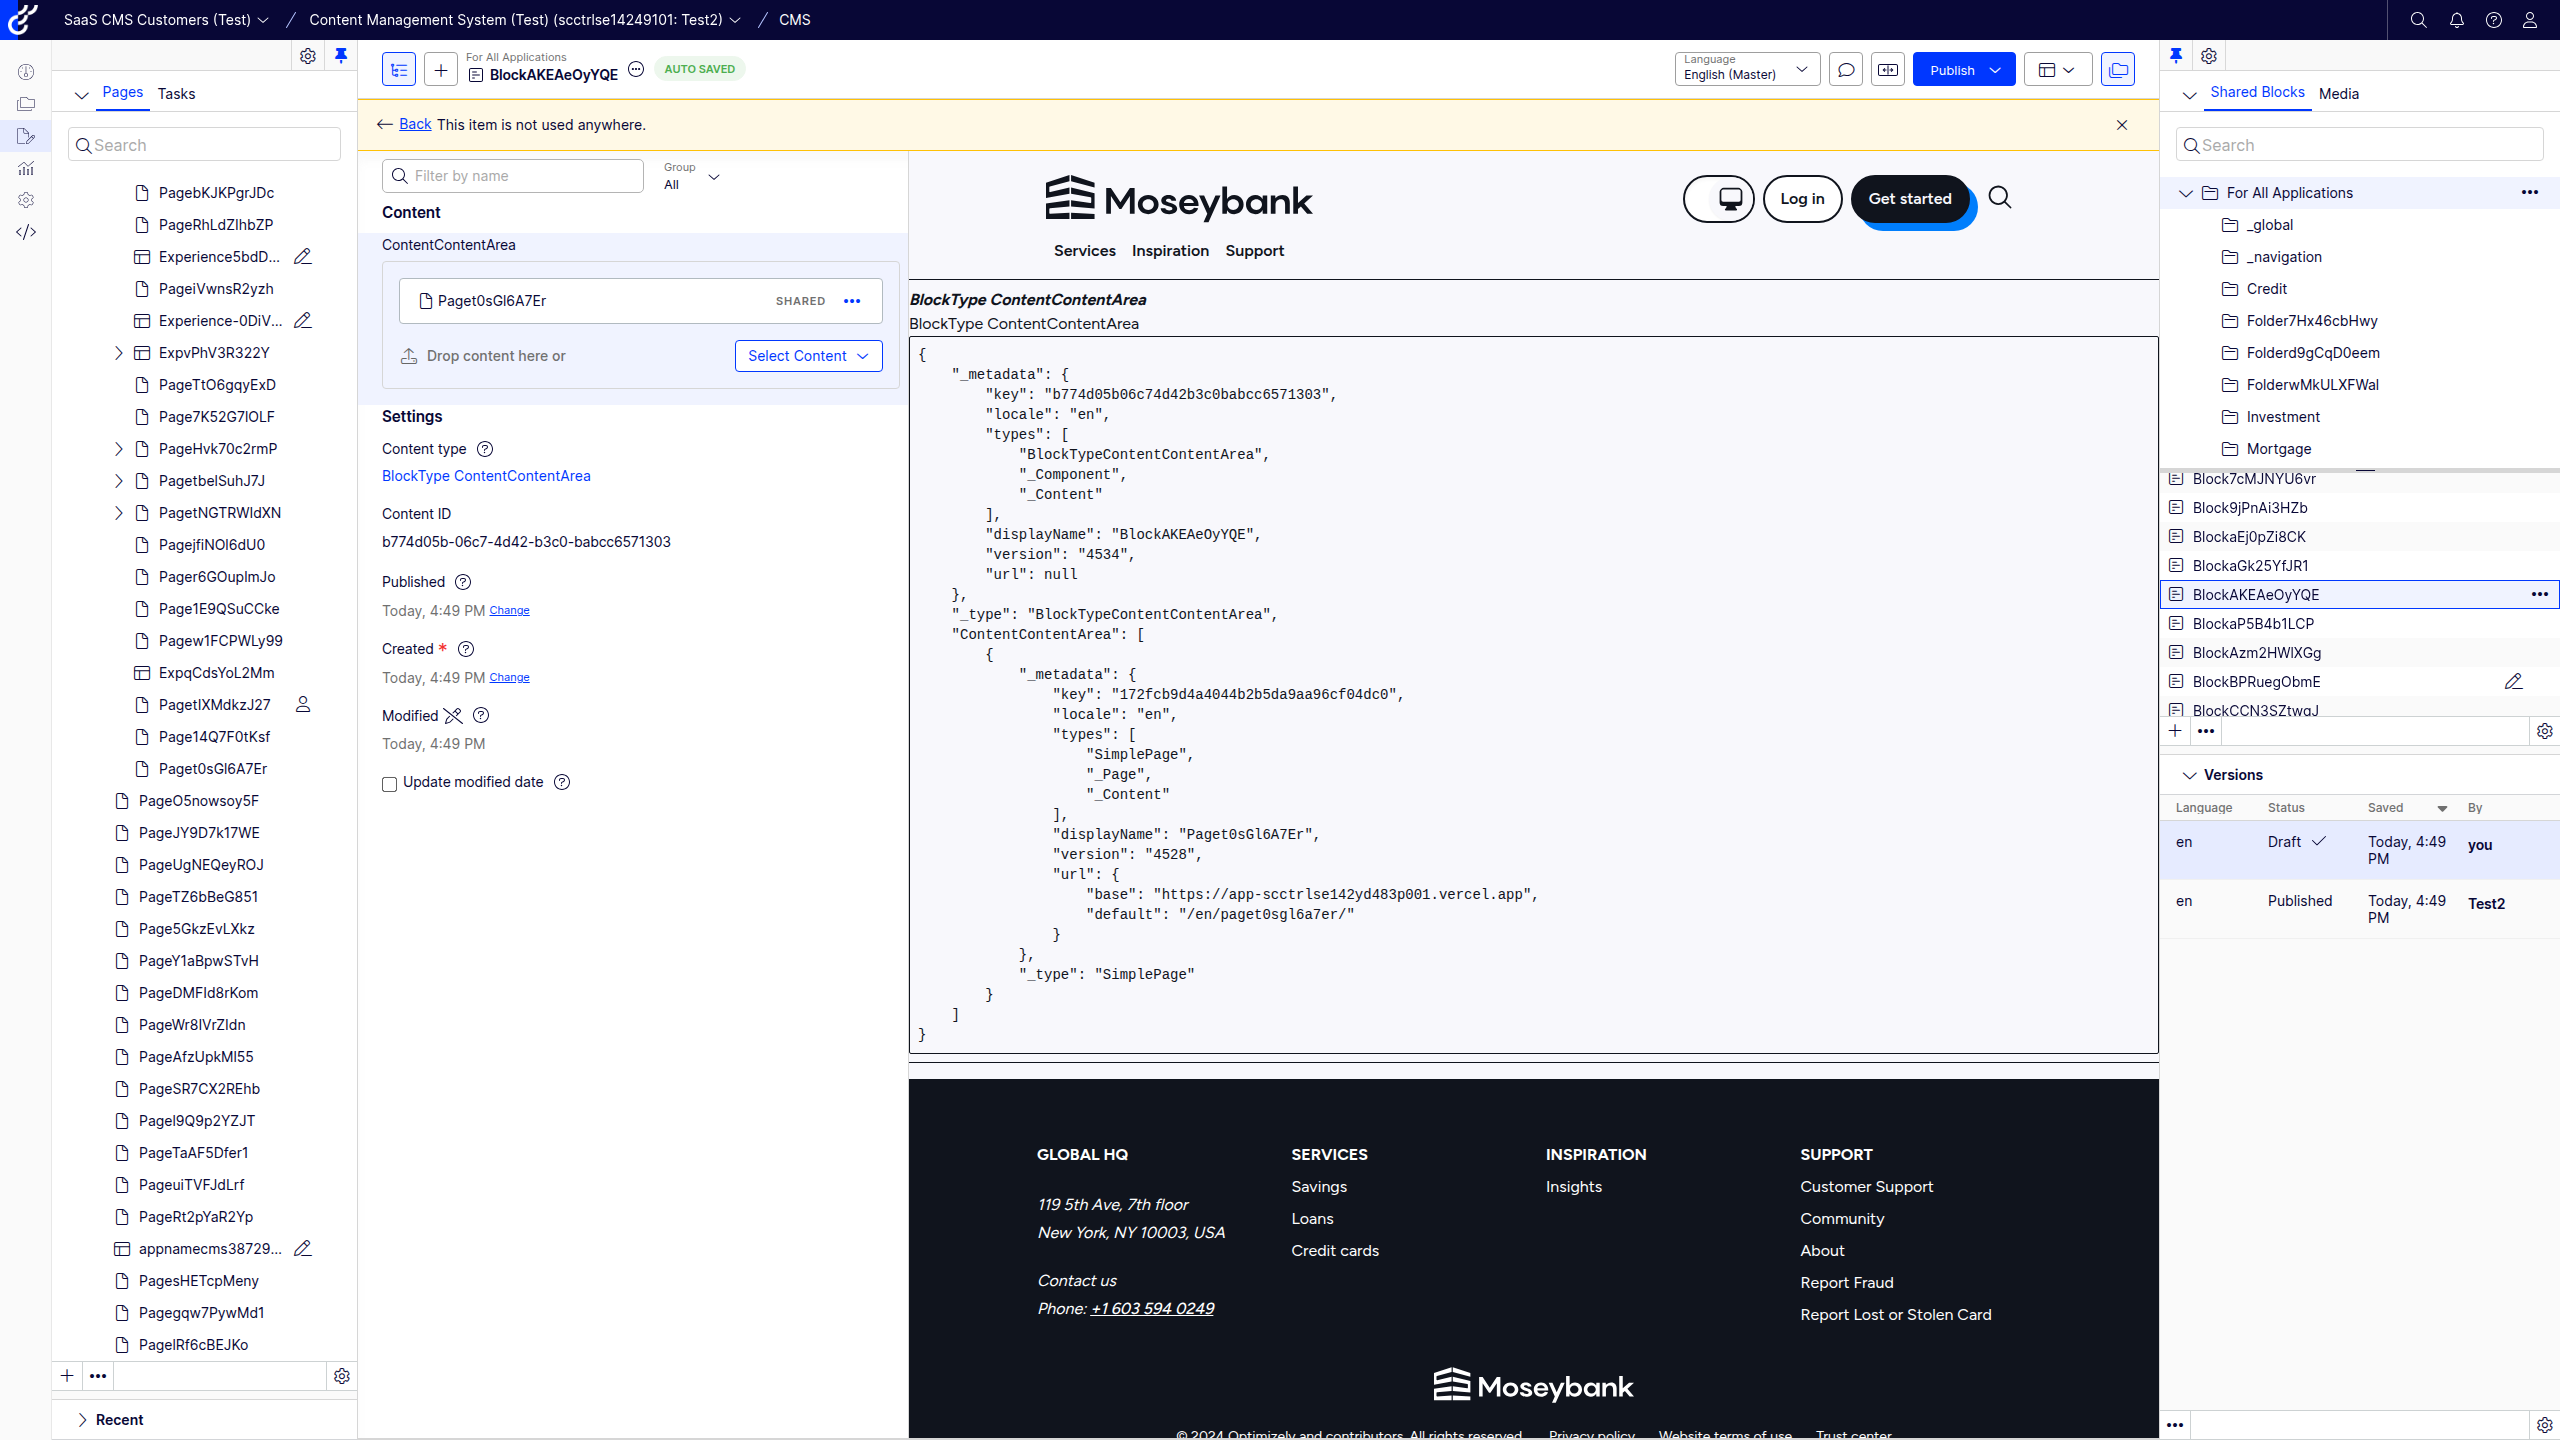 SaaS CMS Customers (Test)
Content Management System (Test) (scctrlse14249101: Test2)
CMS
Pages
Tasks
Search
PagebKJKPgrJDc
PageRhLdZlhbZP
Experience5bdD...
PageiVwnsR2yzh
Experience-0DiV...
ExpvPhV3R322Y
PageTtO6gqyExD
Page7K52G7lOLF
PageHvk70c2rmP
PagetbelSuhJ7J
PagetNGTRWldXN
PagejfiNOl6dU0
Pager6GOuplmJo
Page1E9QSuCCke
Pagew1FCPWLy99
ExpqCdsYoL2Mm
PagetlXMdkzJ27
Page14Q7F0tKsf
Paget0sGl6A7Er
PageO5nowsoy5F
PageJY9D7k17WE
PageUgNEQeyROJ
PageTZ6bBeG851
Page5GkzEvLXkz
PageY1aBpwSTvH
PageDMFld8rKom
PageWr8lVrZldn
PageAfzUpkMl55
PageSR7CX2REhb
Pagel9Q9p2YZJT
PageTaAF5Dfer1
PageuiTVFJdLrf
PageRt2pYaR2Yp
appnamecms38729...
PagesHETcpMeny
Pagegqw7PywMd1
PagelRf6cBEJKo
Recent
For All Applications
BlockAKEAeOyYQE
AUTO SAVED
Language
English (Master)
Publish
Back This item is not used anywhere.
Filter by name
Group
All
Content
ContentContentArea
Paget0sGl6A7Er
SHARED
Drop content here or
Select Content
Settings
Content type
BlockType ContentContentArea
Content ID
b774d05b-06c7-4d42-b3c0-babcc6571303
Published
Today, 4:49 PM Change
Created *
Today, 4:49 PM Change
Modified
Today, 4:49 PM
Update modified date
Moseybank
Log in
Get started
Services
Inspiration
Support
BlockType ContentContentArea
BlockType ContentContentArea
{
"_metadata": {
"key": "b774d05b06c74d42b3c0babcc6571303",
"locale": "en",
"types": [
"BlockTypeContentContentArea",
"_Component",
"_Content"
],
"displayName": "BlockAKEAeOyYQE",
"version": "4534",
"url": null
},
"_type": "BlockTypeContentContentArea",
"ContentContentArea": [
{
"_metadata": {
"key": "172fcb9d4a4044b2b5da9aa96cf04dc0",
"locale": "en",
"types": [
"SimplePage",
"_Page",
"_Content"
],
"displayName": "Paget0sGl6A7Er",
"version": "4528",
"url": {
"base": "https://app-scctrlse142yd483p001.vercel.app",
"default": "/en/paget0sgl6a7er/"
}
},
"_type": "SimplePage"
}
]
}
GLOBAL HQ
119 5th Ave, 7th floor
New York, NY 10003, USA
Contact us
Phone: +1 603 594 0249
SERVICES
Savings
Loans
Credit cards
INSPIRATION
Insights
SUPPORT
Customer Support
Community
About
Report Fraud
Report Lost or Stolen Card
Moseybank
© 2024 Optimizely and contributors. All rights reserved.
Privacy policy
Website terms of use
Trust center
Shared Blocks
Media
Search
For All Applications
_global
_navigation
Credit
Folder7Hx46cbHwy
Folderd9gCqD0eem
FolderwMkULXFWal
Investment
Mortgage
Block7cMJNYU6vr
Block9jPnAi3HZb
BlockaEj0pZi8CK
BlockaGk25YfJR1
BlockAKEAeOyYQE
BlockaP5B4b1LCP
BlockAzm2HWlXGg
BlockBPRuegObmE
BlockCCN3SZtwqJ
Versions
Language
Status
Saved
By
en
Draft
Today, 4:49
PM
you
en
Published
Today, 4:49
PM
Test2